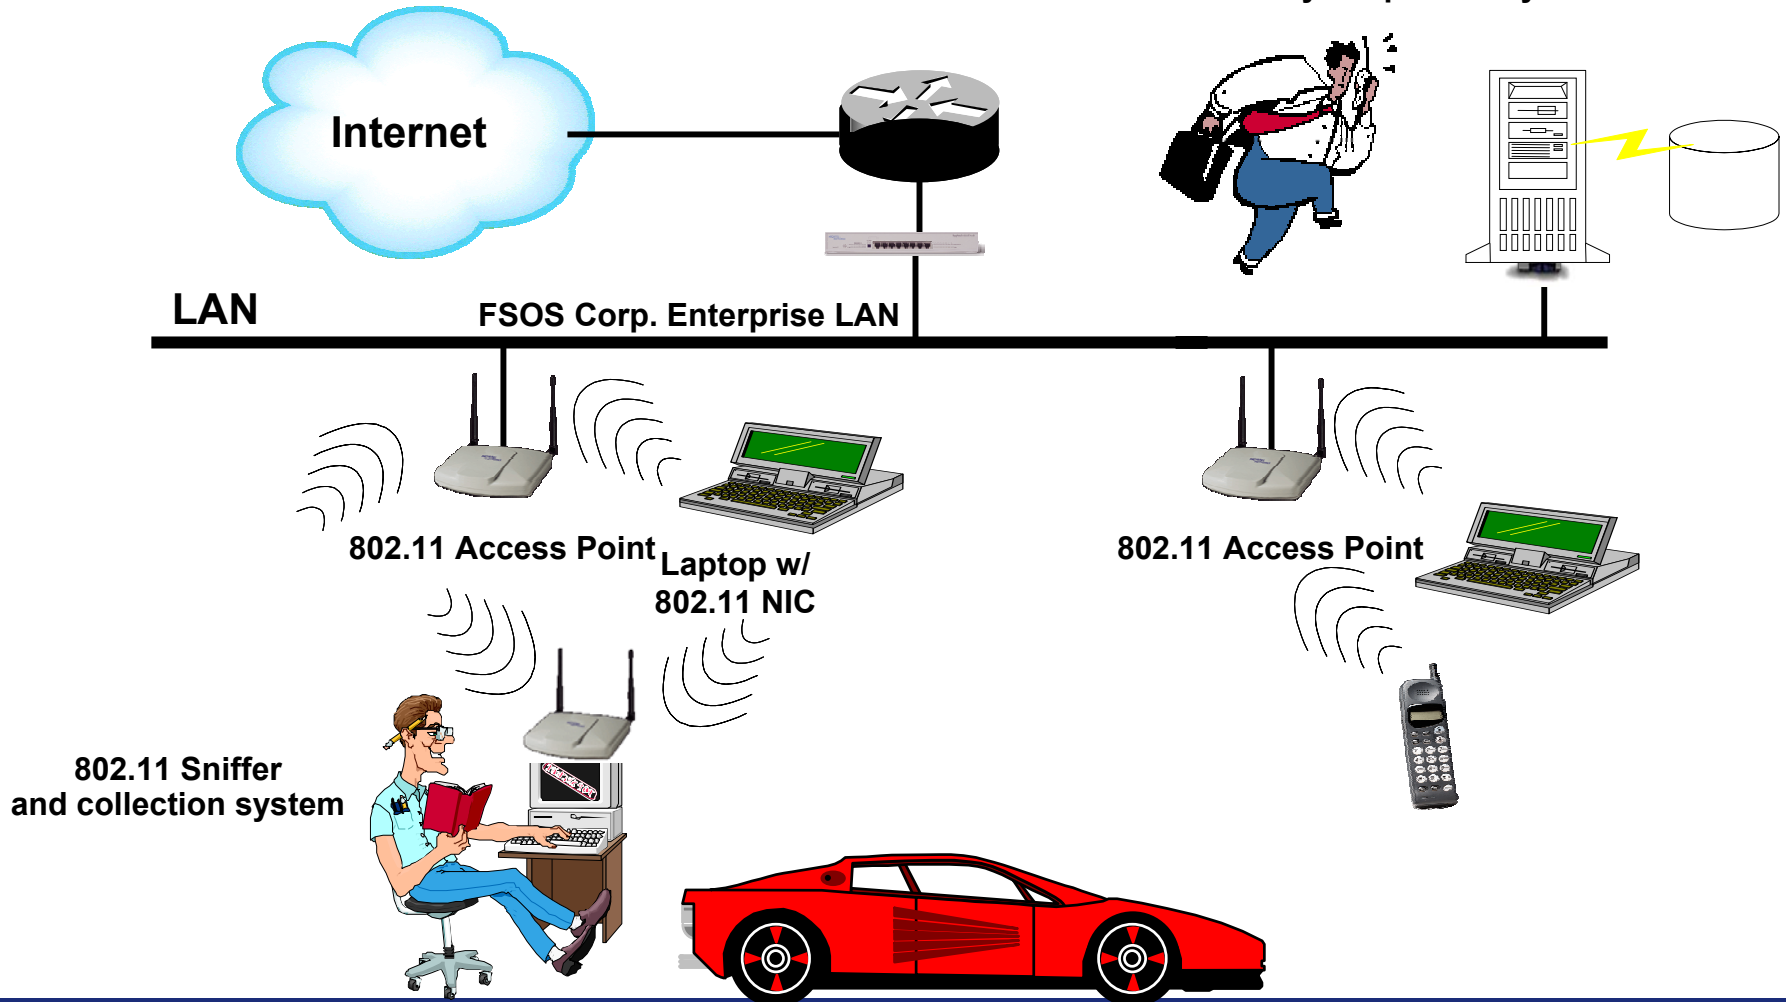 Internet
LAN
FSOS Corp. Enterprise LAN
802.11 Access Point
Laptop w/
802.11 NIC
802.11 Access Point
802.11 Sniffer
and collection system